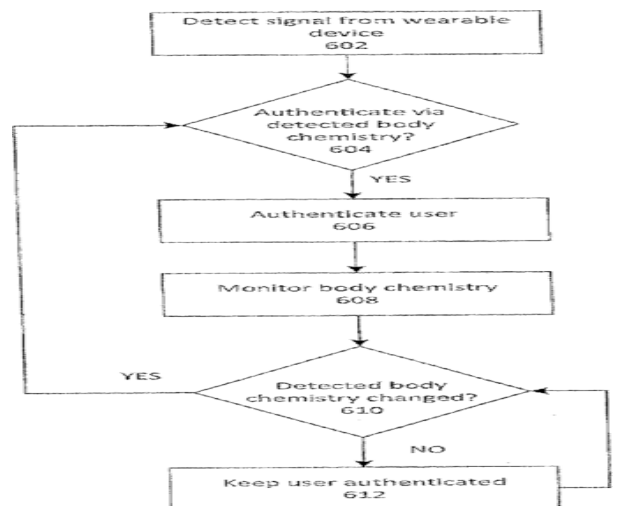 Detect signal from wearable
device
602
Authenticate via
detected body
chemistry?
604
YES
Authenticate user
606
Monitor body chemistry
608
YES
Detected body
chemistry changed?
610
NO
Keep user authenticated
612